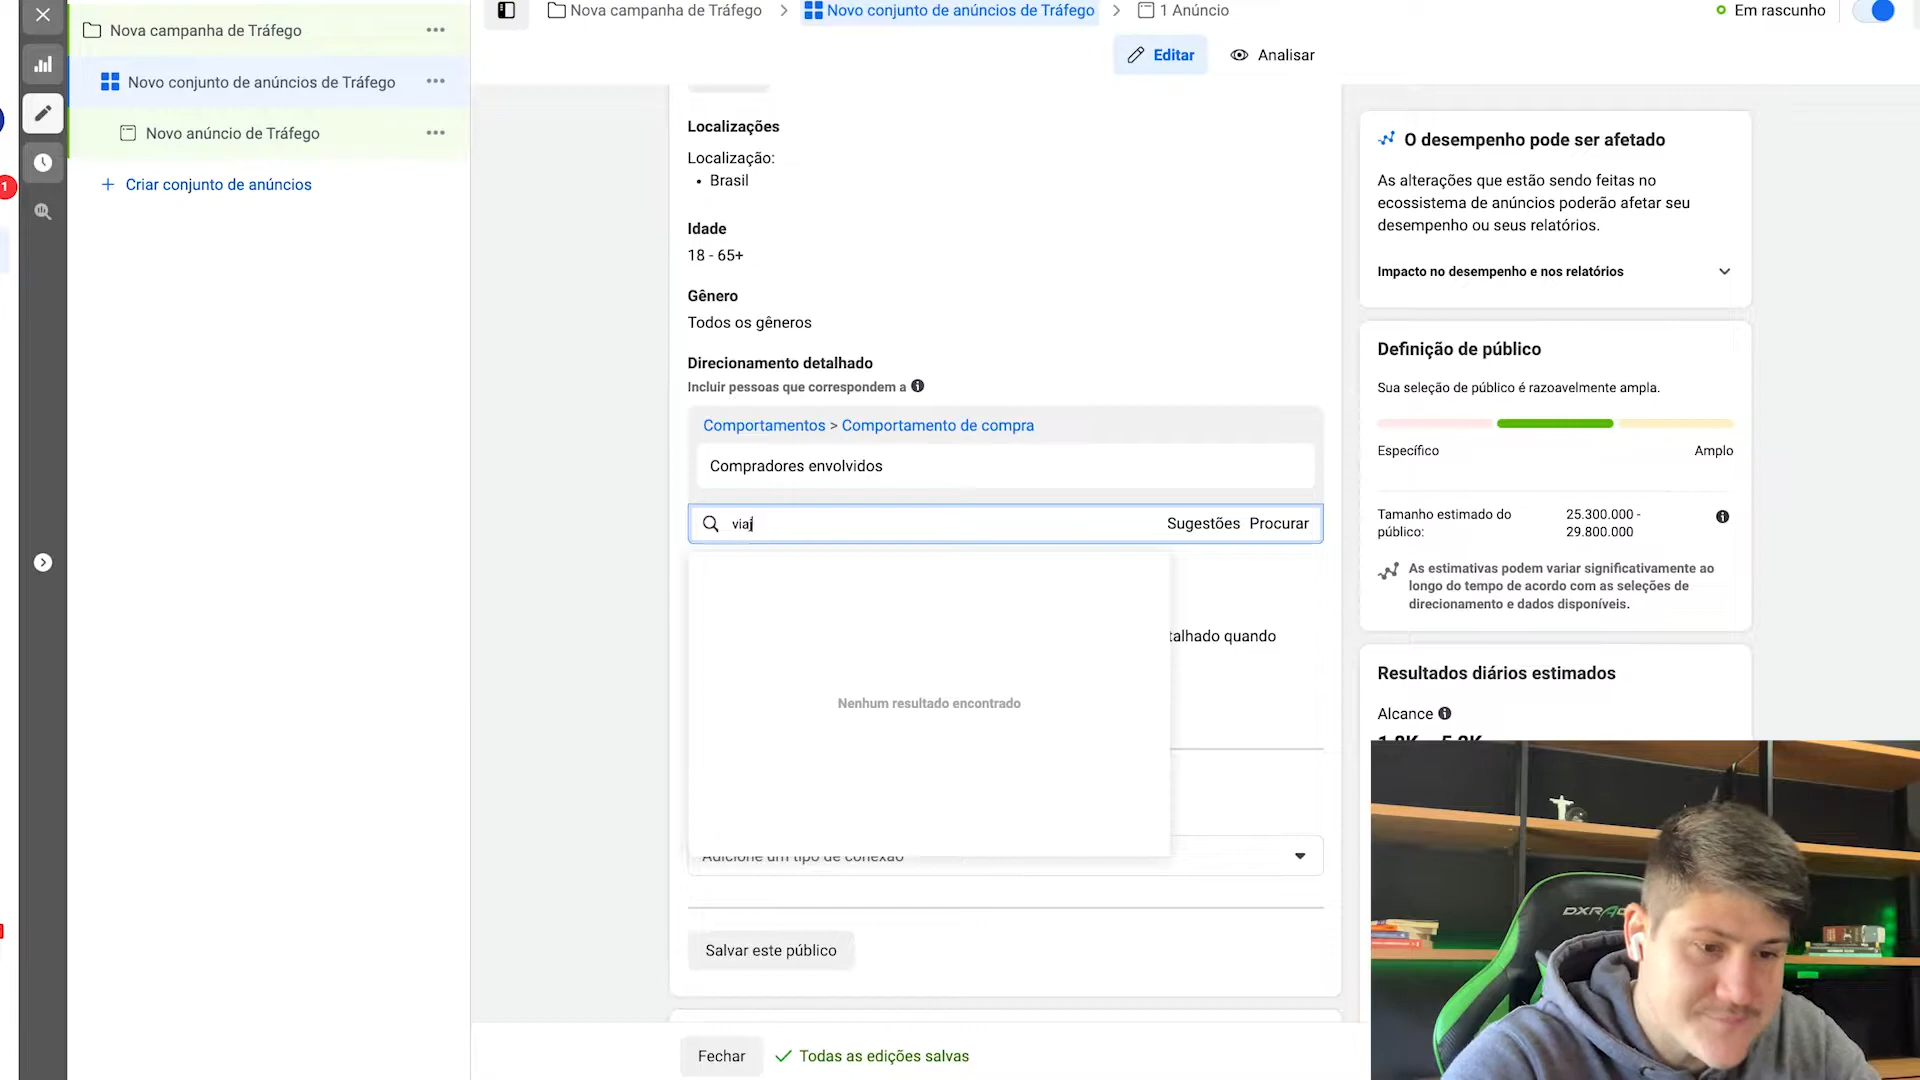 Nova campanha de Tráfego
Novo conjunto de anúncios de Tráfego
Novo anúncio de Tráfego
Criar conjunto de anúncios
1
Nova campanha de Tráfego
Novo conjunto de anúncios de Tráfego
1 Anúncio
Em rascunho
Editar
Analisar
Localizações
Localização:
• Brasil
Idade
18 - 65+
Gênero
Todos os gêneros
Direcionamento detalhado
Incluir pessoas que correspondem a
Comportamentos > Comportamento de compra
Compradores envolvidos
viaj
Sugestões Procurar
talhado quando
Nenhum resultado encontrado
Adicione um tipo de conexão
Salvar este público
Fechar
Todas as edições salvas
O desempenho pode ser afetado
As alterações que estão sendo feitas no
ecossistema de anúncios poderão afetar seu
desempenho ou seus relatórios.
Impacto no desempenho e nos relatórios
Definição de público
Sua seleção de público é razoavelmente ampla.
Específico
Amplo
Tamanho estimado do
público:
25.300.000 -
29.800.000
As estimativas podem variar significativamente ao
longo do tempo de acordo com as seleções de
direcionamento e dados disponíveis.
Resultados diários estimados
Alcance